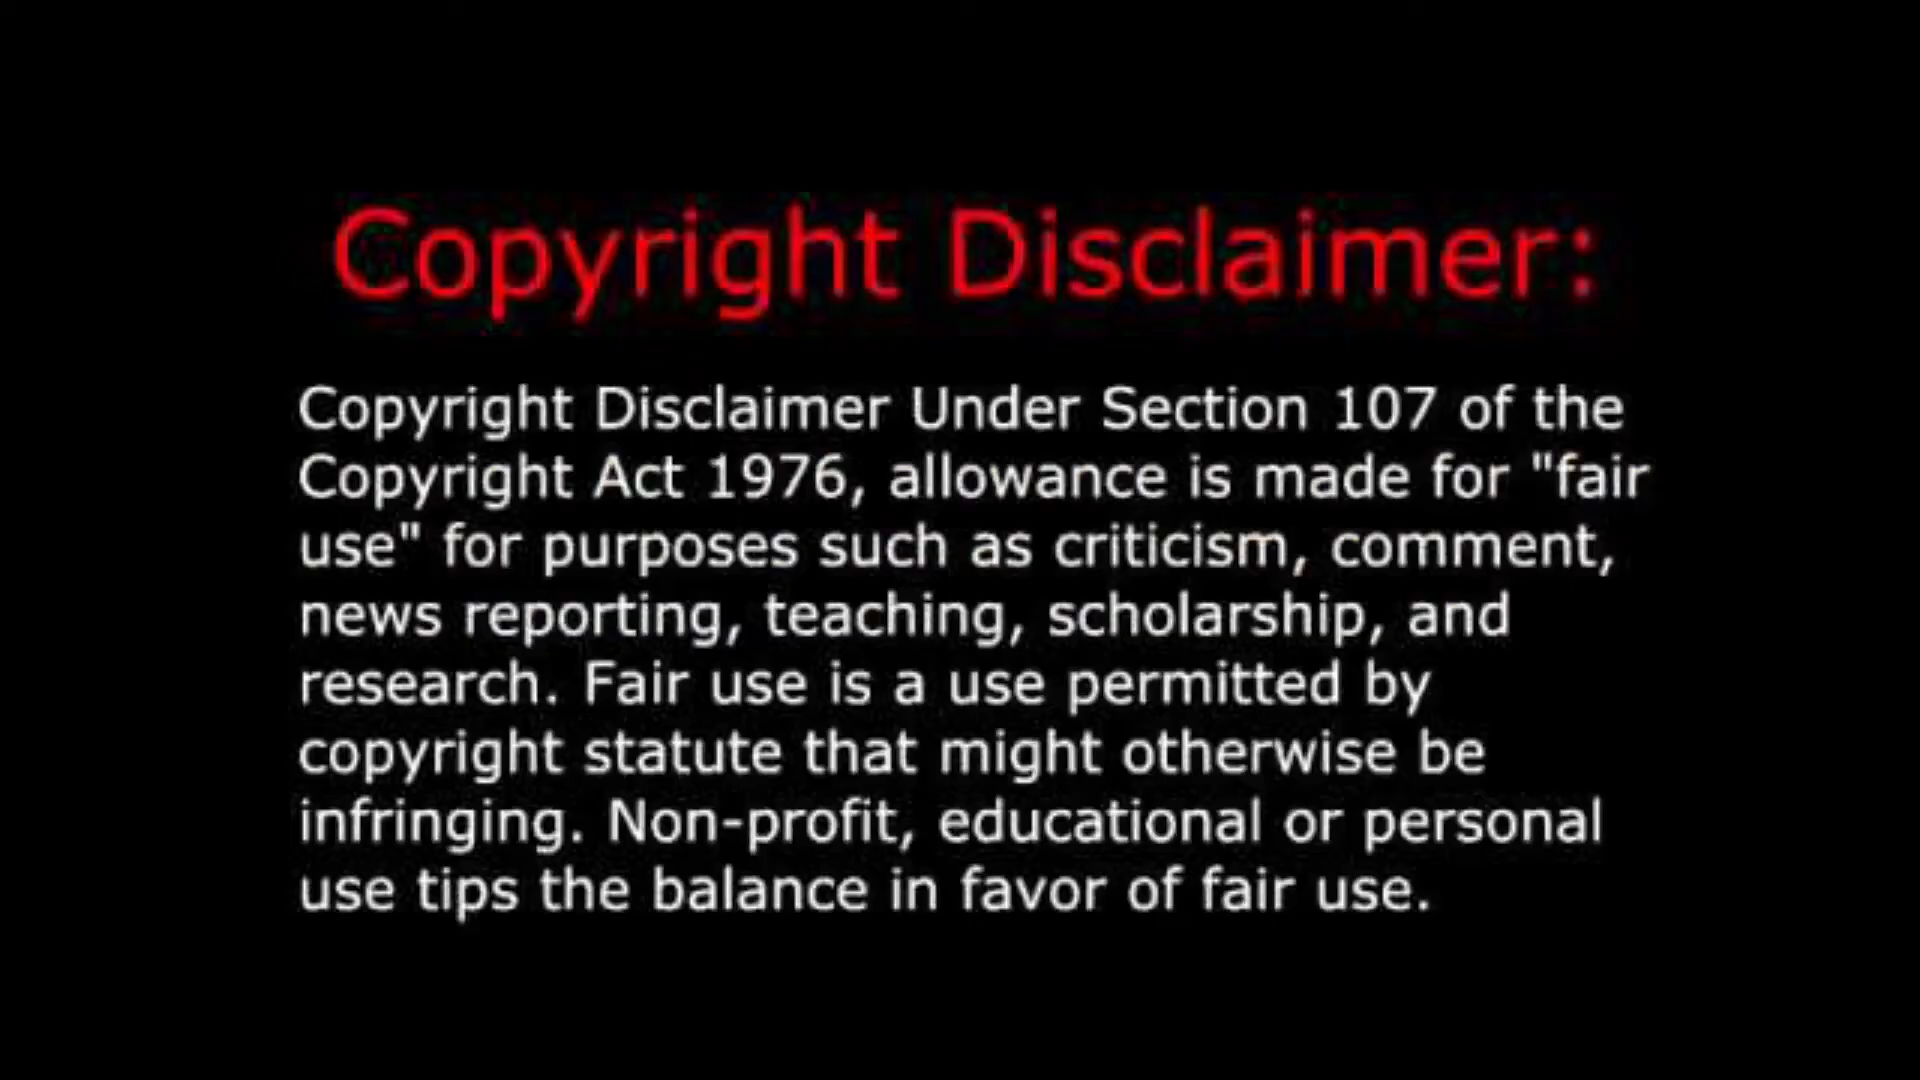 Copyright Disclaimer:
Copyright Disclaimer Under Section 107 of the
Copyright Act 1976, allowance is made for "fair
use" for purposes such as criticism, comment,
news reporting, teaching, scholarship, and
research. Fair use is a use permitted by
copyright statute that might otherwise be
infringing. Non-profit, educational or personal
use tips the balance in favor of fair use.